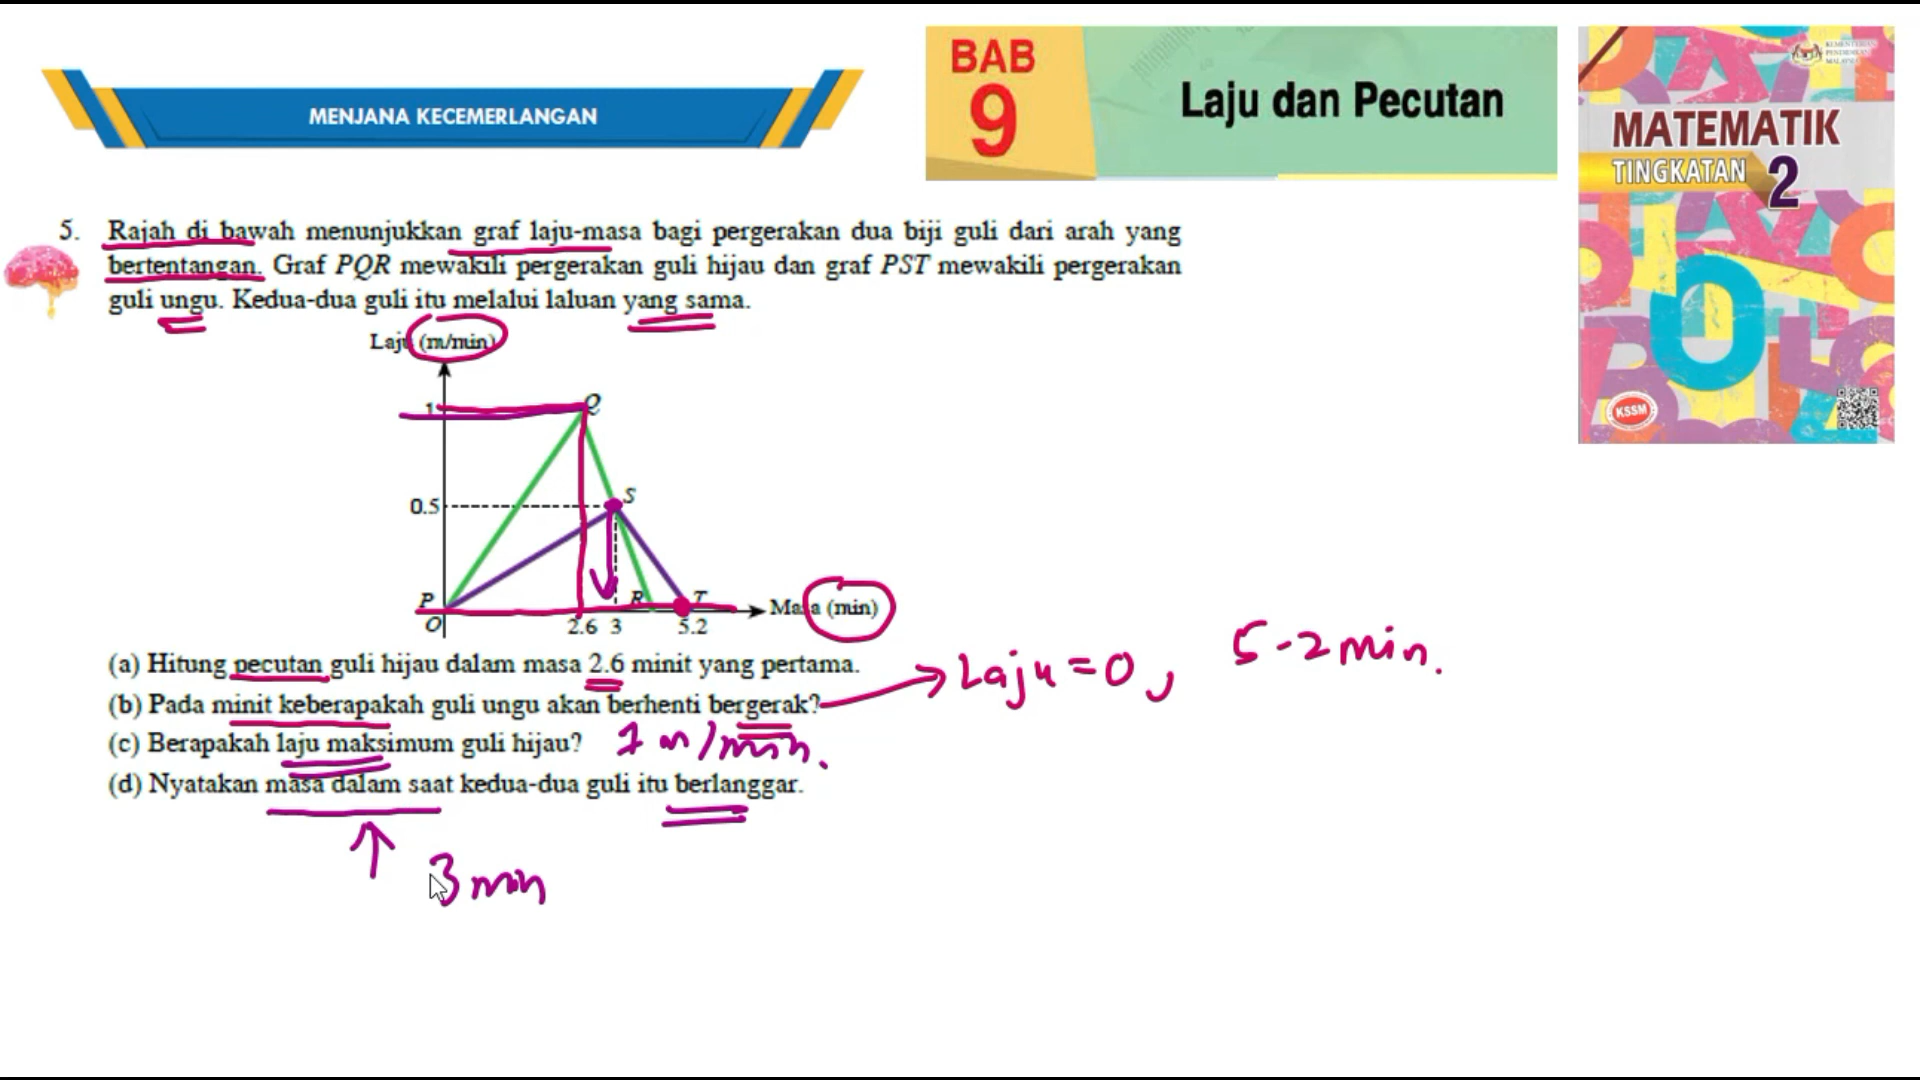 MENJANA KECEMERLANGAN
BAB
9
Laju dan Pecutan
KEMENTERIAN
PENDIDIKAN
MALAYSIA
MATEMATIK
TINGKATAN 2
KSSM
5. Rajah di bawah menunjukkan graf laju-masa bagi pergerakan dua biji guli dari arah yang
bertentangan. Graf PQR mewakili pergerakan guli hijau dan graf PST mewakili pergerakan
guli ungu. Kedua-dua guli itu melalui laluan yang sama.
Laju (m/min)
1
Q
0.5
S
P
R
T
Masa (min)
O
2.6 3 5.2
(a) Hitung pecutan guli hijau dalam masa 2.6 minit yang pertama.
Laju = 0, 5.2 min.
(b) Pada minit keberapakah guli ungu akan berhenti bergerak?
(c) Berapakah laju maksimum guli hijau? 1 m/min.
(d) Nyatakan masa dalam saat kedua-dua guli itu berlanggar.
3 min